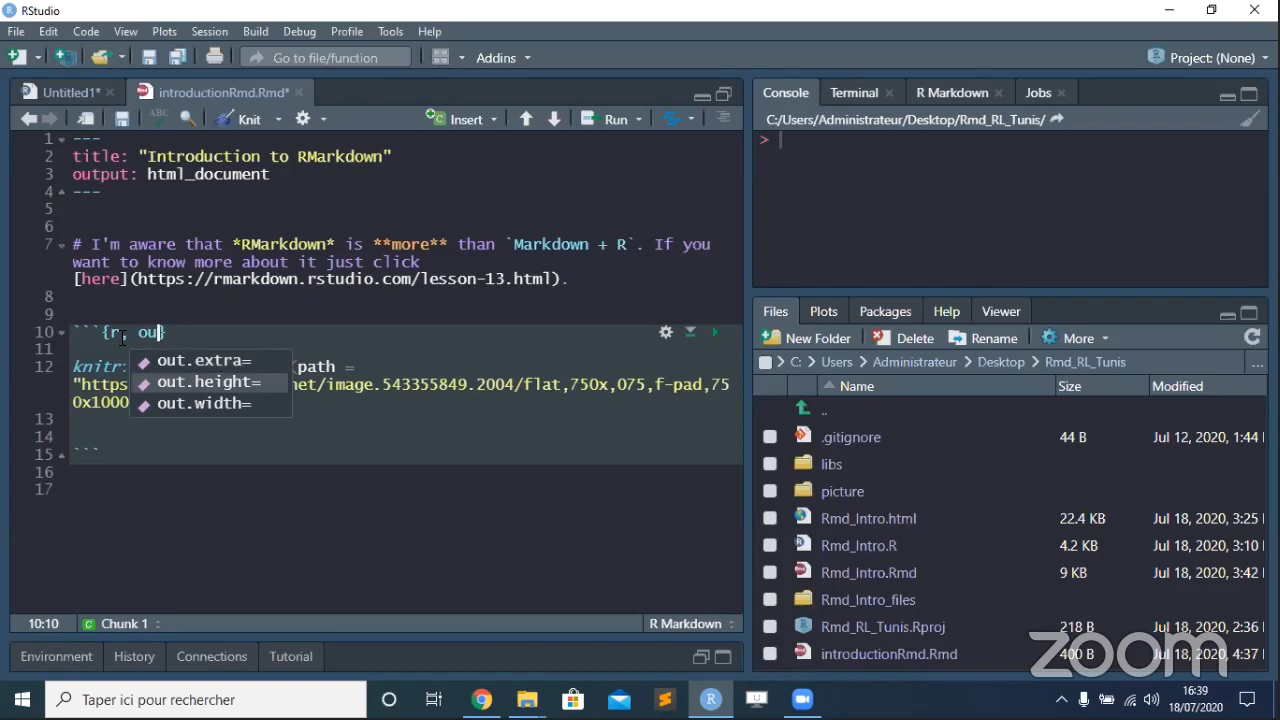 RStudio
File Edit Code View Plots Session Build Debug Profile Tools Help
Go to file/function Addins Project: (None)
Untitled1* introductionRmd.Rmd*
ABC Knit Insert Run
1 ---
2 title: "Introduction to RMarkdown"
3 output: html_document
4 ---
5
6
7 # I'm aware that *RMarkdown* is **more** than `Markdown + R`. If you
want to know more about it just click
[here](https://rmarkdown.rstudio.com/lesson-13.html).
8
9
10 ```{r, ou}
11
12 knitr: (path =
"https net/image.543355849.2004/flat,750x,075,f-pad,75
0x1000
13
14
15 ```
16
17
out.extra=
out.height=
out.width=
10:10 Chunk 1 R Markdown
Environment History Connections Tutorial
Console Terminal R Markdown Jobs
C:/Users/Administrateur/Desktop/Rmd_RL_Tunis/
>
Files Plots Packages Help Viewer
New Folder Delete Rename More
C: Users Administrateur Desktop Rmd_RL_Tunis ...
Name Size Modified
..
.gitignore 44 B Jul 12, 2020, 1:44
libs
picture
Rmd_Intro.html 22.4 KB Jul 18, 2020, 3:25
Rmd_Intro.R 4.2 KB Jul 18, 2020, 3:10
Rmd_Intro.Rmd 9 KB Jul 18, 2020, 3:42
Rmd_Intro_files
Rmd_RL_Tunis.Rproj 218 B Jul 18, 2020, 2:36
introductionRmd.Rmd 400 B Jul 18, 2020, 4:37
zoom
Taper ici pour rechercher
16:39
18/07/2020